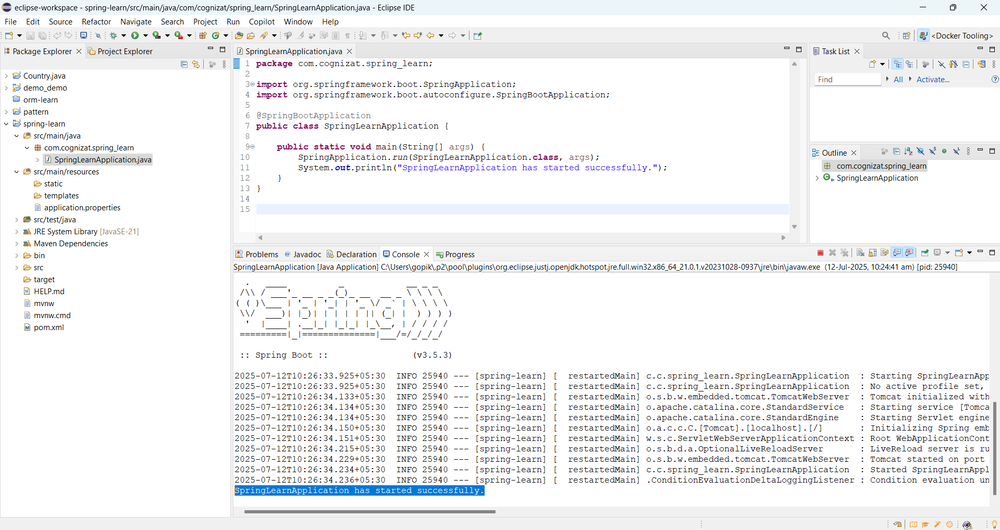 eclipse-workspace - spring-learn/src/main/java/com/cognizat/spring_learn/SpringLearnApplication.java - Eclipse IDE
File Edit Source Refactor Navigate Search Project Run Copilot Window Help
<Docker Tooling>
Package Explorer
Project Explorer
Country.java
demo_demo
orm-learn
pattern
spring-learn
src/main/java
com.cognizat.spring_learn
SpringLearnApplication.java
src/main/resources
static
templates
application.properties
src/test/java
JRE System Library [JavaSE-21]
Maven Dependencies
bin
src
target
HELP.md
mvnw
mvnw.cmd
pom.xml
SpringLearnApplication.java
1 package com.cognizat.spring_learn;
2
3 import org.springframework.boot.SpringApplication;
4 import org.springframework.boot.autoconfigure.SpringBootApplication;
5
6 @SpringBootApplication
7 public class SpringLearnApplication {
8
9 public static void main(String[] args) {
10 SpringApplication.run(SpringLearnApplication.class, args);
11 System.out.println("SpringLearnApplication has started successfully.");
12 }
13 }
14
15
Task List
Find
All
Activate...
Outline
com.cognizat.spring_learn
SpringLearnApplication
Problems Javadoc Declaration Console Progress
SpringLearnApplication [Java Application] C:\Users\gopik\.p2\pool\plugins\org.eclipse.justj.openjdk.hotspot.jre.full.win32.x86_64_21.0.1.v20231028-0937\jre\bin\javaw.exe (12-Jul-2025, 10:24:41 am) [pid: 25940]
:: Spring Boot :: (v3.5.3)
2025-07-12T10:26:33.925+05:30 INFO 25940 --- [spring-learn] [ restartedMain] c.c.spring_learn.SpringLearnApplication : Starting SpringLearnApp
2025-07-12T10:26:33.925+05:30 INFO 25940 --- [spring-learn] [ restartedMain] c.c.spring_learn.SpringLearnApplication : No active profile set,
2025-07-12T10:26:34.133+05:30 INFO 25940 --- [spring-learn] [ restartedMain] o.s.b.w.embedded.tomcat.TomcatWebServer : Tomcat initialized with
2025-07-12T10:26:34.134+05:30 INFO 25940 --- [spring-learn] [ restartedMain] o.apache.catalina.core.StandardService : Starting service [Tomca
2025-07-12T10:26:34.134+05:30 INFO 25940 --- [spring-learn] [ restartedMain] o.apache.catalina.core.StandardEngine : Starting Servlet engine
2025-07-12T10:26:34.150+05:30 INFO 25940 --- [spring-learn] [ restartedMain] o.a.c.c.C.[Tomcat].[localhost].[/] : Initializing Spring emb
2025-07-12T10:26:34.151+05:30 INFO 25940 --- [spring-learn] [ restartedMain] w.s.c.ServletWebServerApplicationContext : Root WebApplicationCont
2025-07-12T10:26:34.215+05:30 INFO 25940 --- [spring-learn] [ restartedMain] o.s.b.d.a.OptionalLiveReloadServer : LiveReload server is ru
2025-07-12T10:26:34.229+05:30 INFO 25940 --- [spring-learn] [ restartedMain] o.s.b.w.embedded.tomcat.TomcatWebServer : Tomcat started on port
2025-07-12T10:26:34.234+05:30 INFO 25940 --- [spring-learn] [ restartedMain] c.c.spring_learn.SpringLearnApplication : Started SpringLearnAppl
2025-07-12T10:26:34.236+05:30 INFO 25940 --- [spring-learn] [ restartedMain] .ConditionEvaluationDeltaLoggingListener : Condition evaluation un
SpringLearnApplication has started successfully.